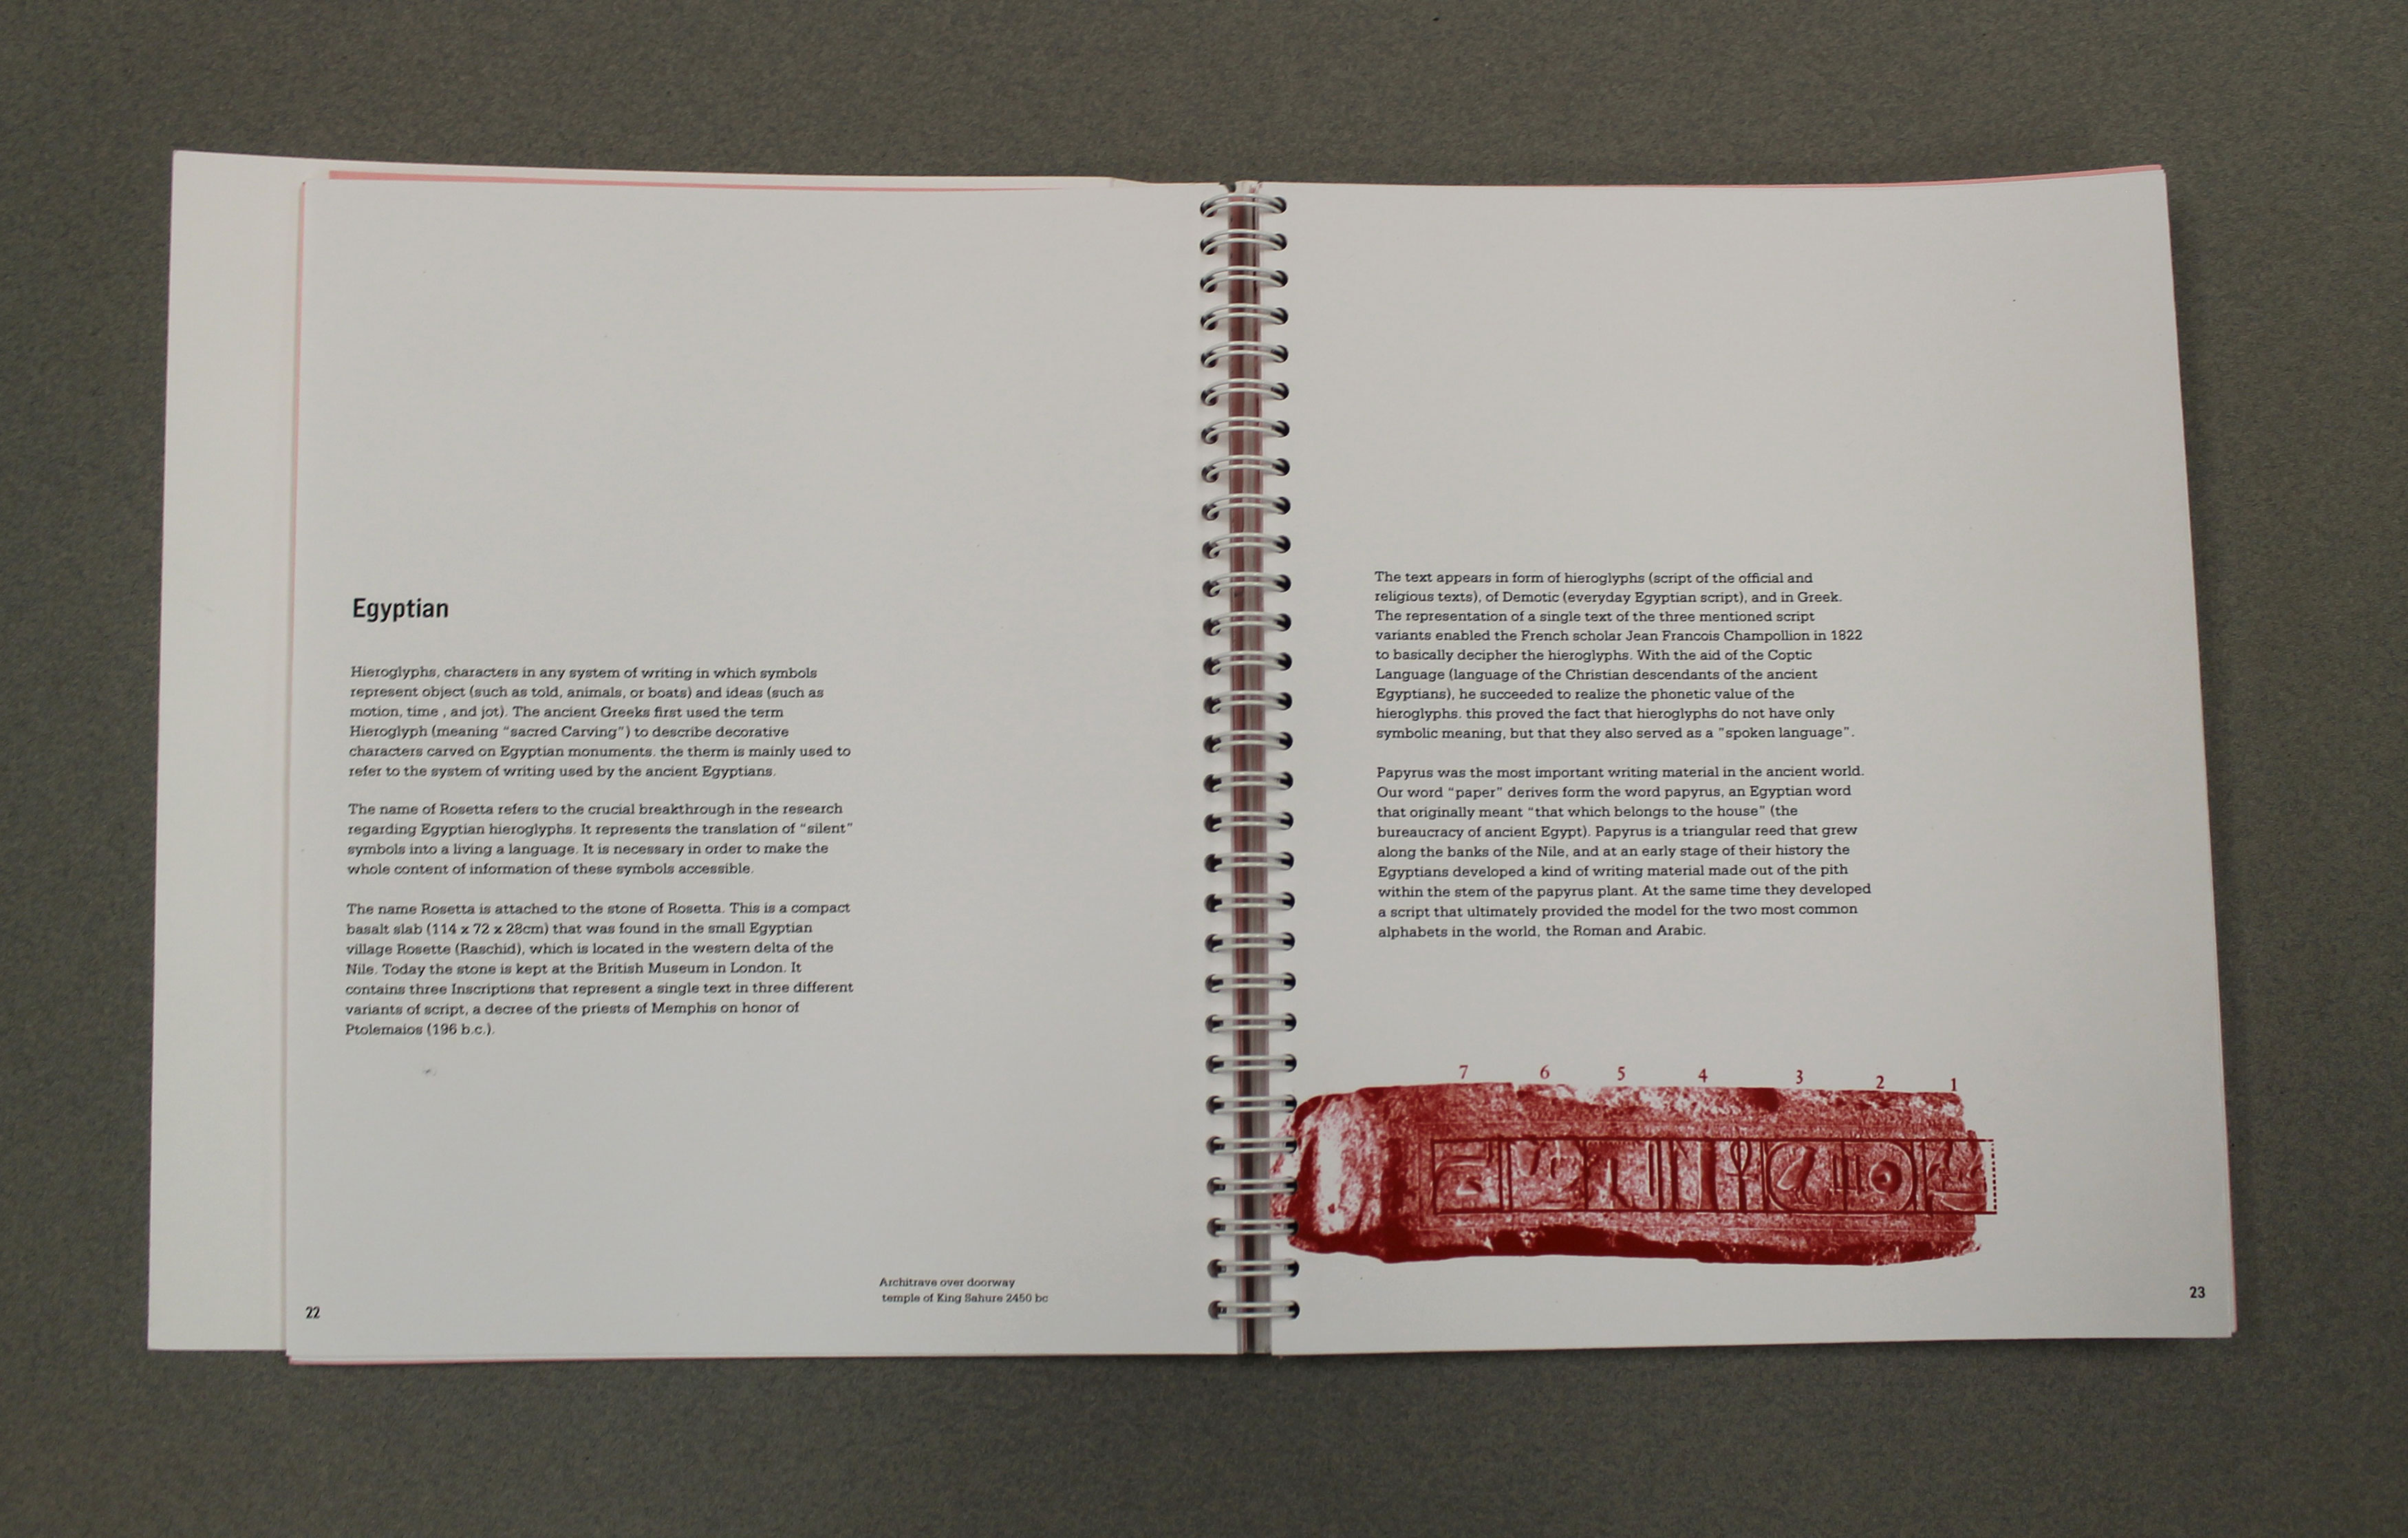 Egyptian
Hieroglyphs, characters in any system of writing in which symbols
represent object (such as told, animals, or boats) and ideas (such as
motion, time , and jot). The ancient Greeks first used the term
Hieroglyph (meaning “sacred Carving”) to describe decorative
characters carved on Egyptian monuments. the therm is mainly used to
refer to the system of writing used by the ancient Egyptians.
The name of Rosetta refers to the crucial breakthrough in the research
regarding Egyptian hieroglyphs. It represents the translation of “silent”
symbols into a living a language. It is necessary in order to make the
whole content of information of these symbols accessible.
The name Rosetta is attached to the stone of Rosetta. This is a compact
basalt slab (114 x 72 x 28cm) that was found in the small Egyptian
village Rosette (Raschid), which is located in the western delta of the
Nile. Today the stone is kept at the British Museum in London. It
contains three Inscriptions that represent a single text in three different
variants of script, a decree of the priests of Memphis on honor of
Ptolemaios (196 b.c.).
Architrave over doorway
temple of King Sahure 2450 bc
22
The text appears in form of hieroglyphs (script of the official and
religious texts), of Demotic (everyday Egyptian script), and in Greek.
The representation of a single text of the three mentioned script
variants enabled the French scholar Jean Francois Champollion in 1822
to basically decipher the hieroglyphs. With the aid of the Coptic
Language (language of the Christian descendants of the ancient
Egyptians), he succeeded to realize the phonetic value of the
hieroglyphs. this proved the fact that hieroglyphs do not have only
symbolic meaning, but that they also served as a "spoken language".
Papyrus was the most important writing material in the ancient world.
Our word “paper” derives form the word papyrus, an Egyptian word
that originally meant “that which belongs to the house” (the
bureaucracy of ancient Egypt). Papyrus is a triangular reed that grew
along the banks of the Nile, and at an early stage of their history the
Egyptians developed a kind of writing material made out of the pith
within the stem of the papyrus plant. At the same time they developed
a script that ultimately provided the model for the two most common
alphabets in the world, the Roman and Arabic.
7 6 5 4 3 2 1
23